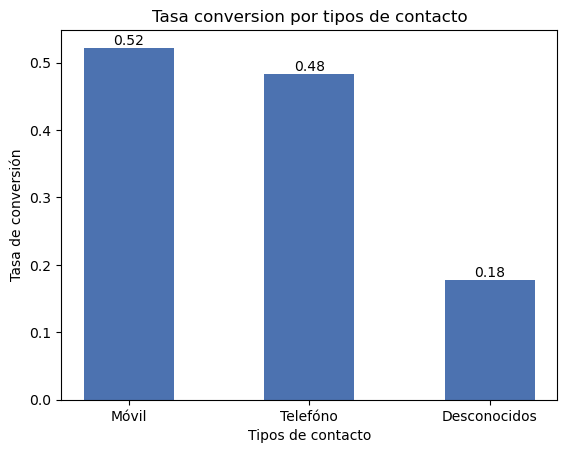 Tasa conversion por tipos de contacto
Tasa de conversión
0.5
0.4
0.3
0.2
0.1
0.0
0.52
0.48
0.18
Móvil
Telefóno
Desconocidos
Tipos de contacto